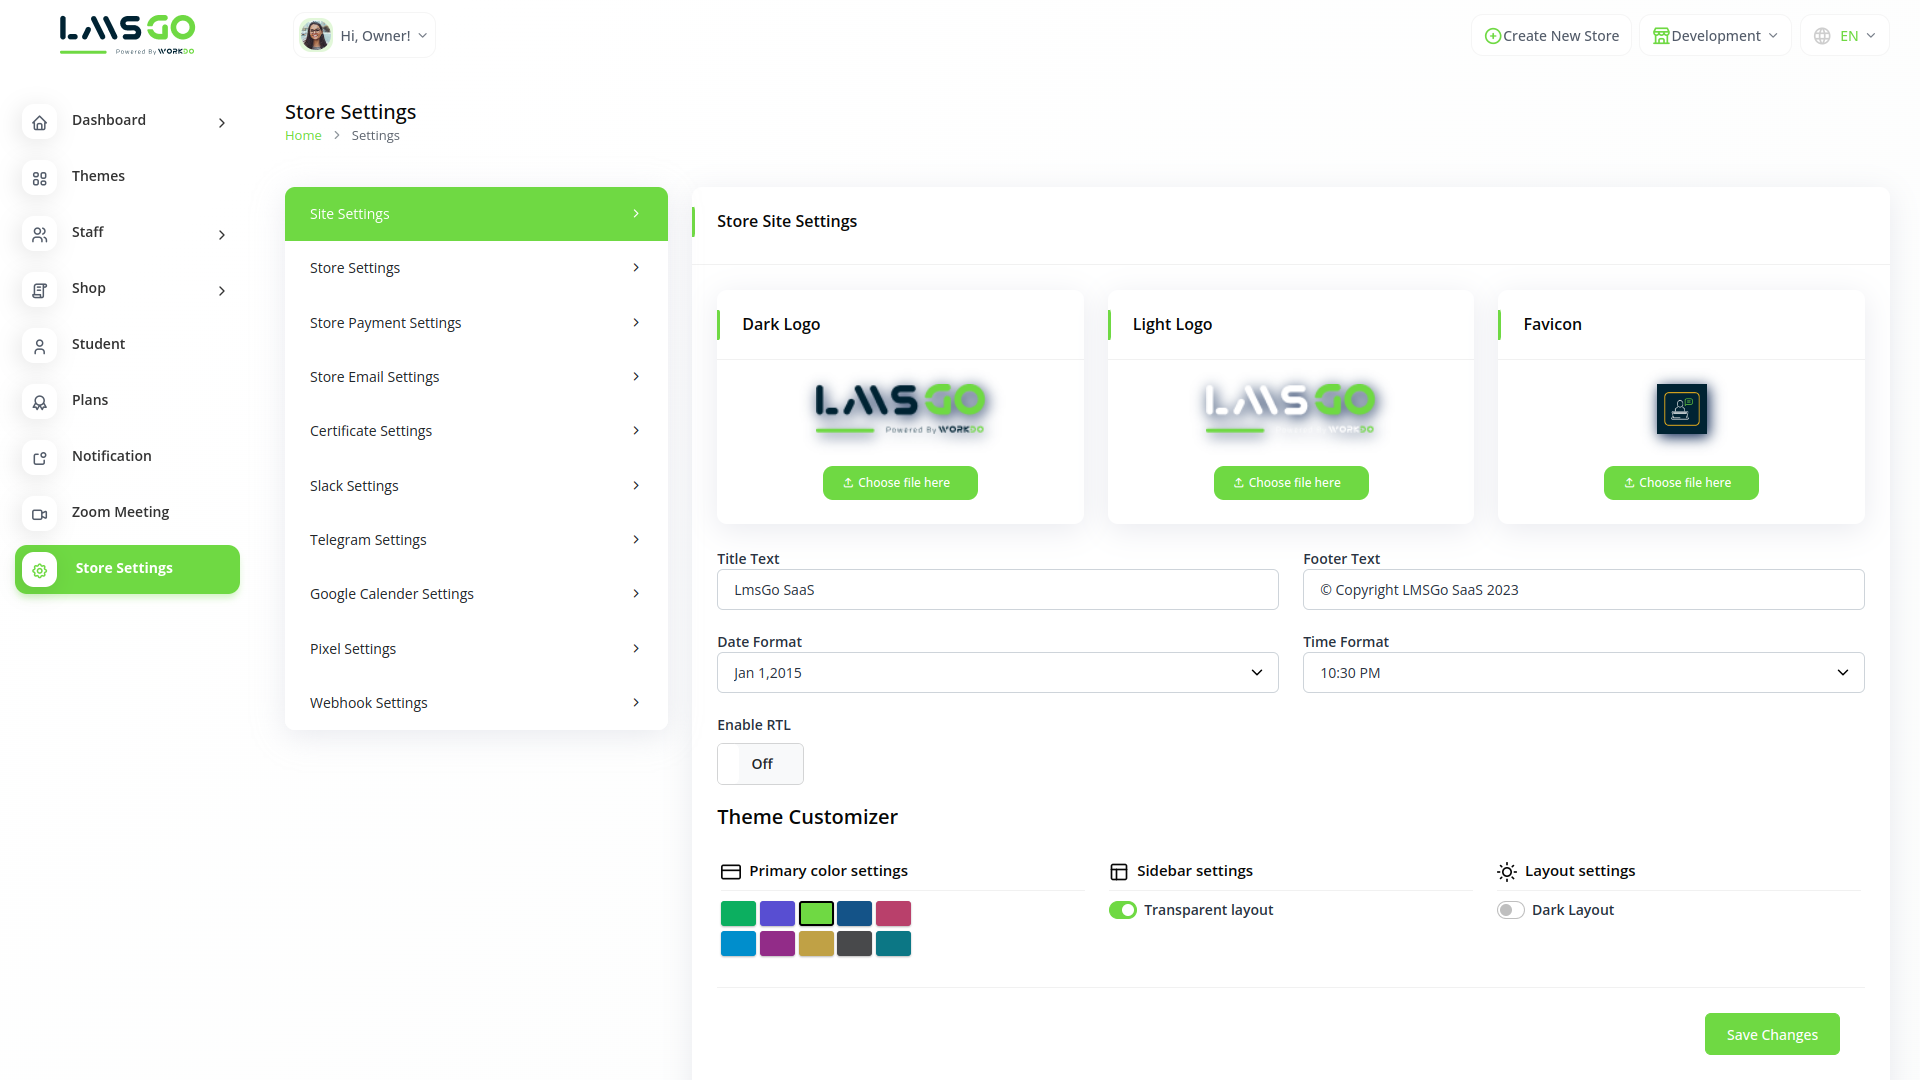 LMSGO
Powered By WORKDO
Hi, Owner!
Create New Store
Development
EN
Dashboard
Themes
Staff
Shop
Student
Plans
Notification
Zoom Meeting
Store Settings
Store Settings
Home > Settings
Site Settings
Store Settings
Store Payment Settings
Store Email Settings
Certificate Settings
Slack Settings
Telegram Settings
Google Calender Settings
Pixel Settings
Webhook Settings
Store Site Settings
Dark Logo
LMSGO
Powered By WORKDO
Choose file here
Light Logo
LMSGO
Powered By WORKDO
Choose file here
Favicon
Choose file here
Title Text
LmsGo SaaS
Footer Text
© Copyright LMSGo SaaS 2023
Date Format
Jan 1,2015
Time Format
10:30 PM
Enable RTL
Off
Theme Customizer
Primary color settings
Sidebar settings
Transparent layout
Layout settings
Dark Layout
Save Changes